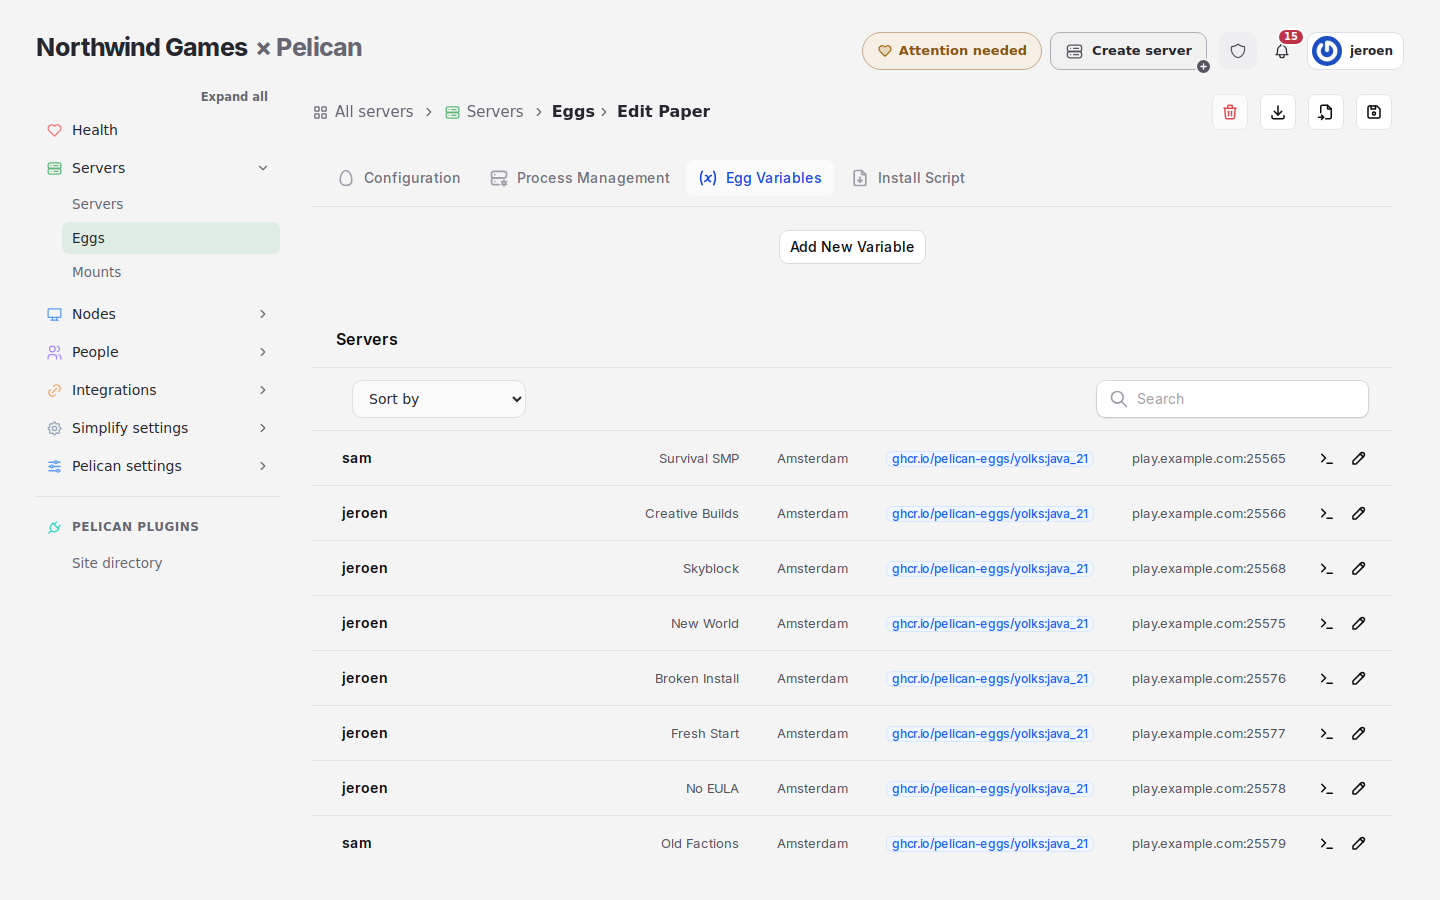 Northwind Games × Pelican
Attention needed
Create server
15
jeroen
Expand all
Health
Servers
Servers
Eggs
Mounts
Nodes
People
Integrations
Simplify settings
Pelican settings
PELICAN PLUGINS
Site directory
All servers > Servers > Eggs > Edit Paper
Configuration
Process Management
(x) Egg Variables
Install Script
Add New Variable
Servers
Sort by
Search
sam Survival SMP Amsterdam ghcr.io/pelican-eggs/yolks:java_21 play.example.com:25565
jeroen Creative Builds Amsterdam ghcr.io/pelican-eggs/yolks:java_21 play.example.com:25566
jeroen Skyblock Amsterdam ghcr.io/pelican-eggs/yolks:java_21 play.example.com:25568
jeroen New World Amsterdam ghcr.io/pelican-eggs/yolks:java_21 play.example.com:25575
jeroen Broken Install Amsterdam ghcr.io/pelican-eggs/yolks:java_21 play.example.com:25576
jeroen Fresh Start Amsterdam ghcr.io/pelican-eggs/yolks:java_21 play.example.com:25577
jeroen No EULA Amsterdam ghcr.io/pelican-eggs/yolks:java_21 play.example.com:25578
sam Old Factions Amsterdam ghcr.io/pelican-eggs/yolks:java_21 play.example.com:25579